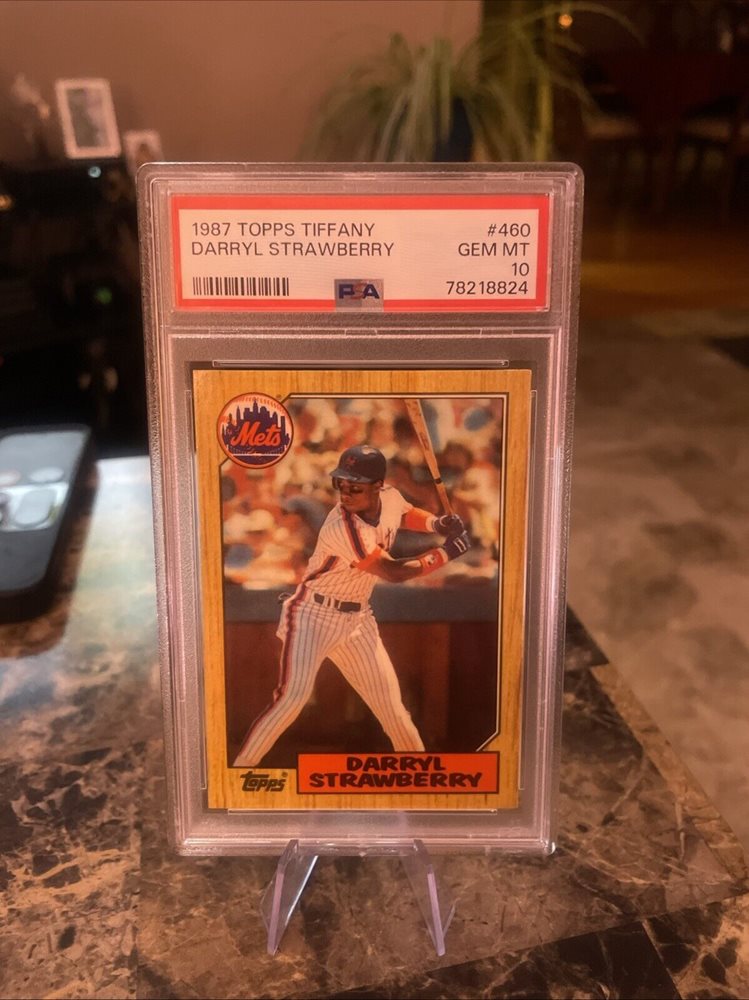 1987 TOPPS TIFFANY #460
DARRYL STRAWBERRY GEM MT
10
PSA 78218824
Mets
DARRYL
STRAWBERRY
Topps